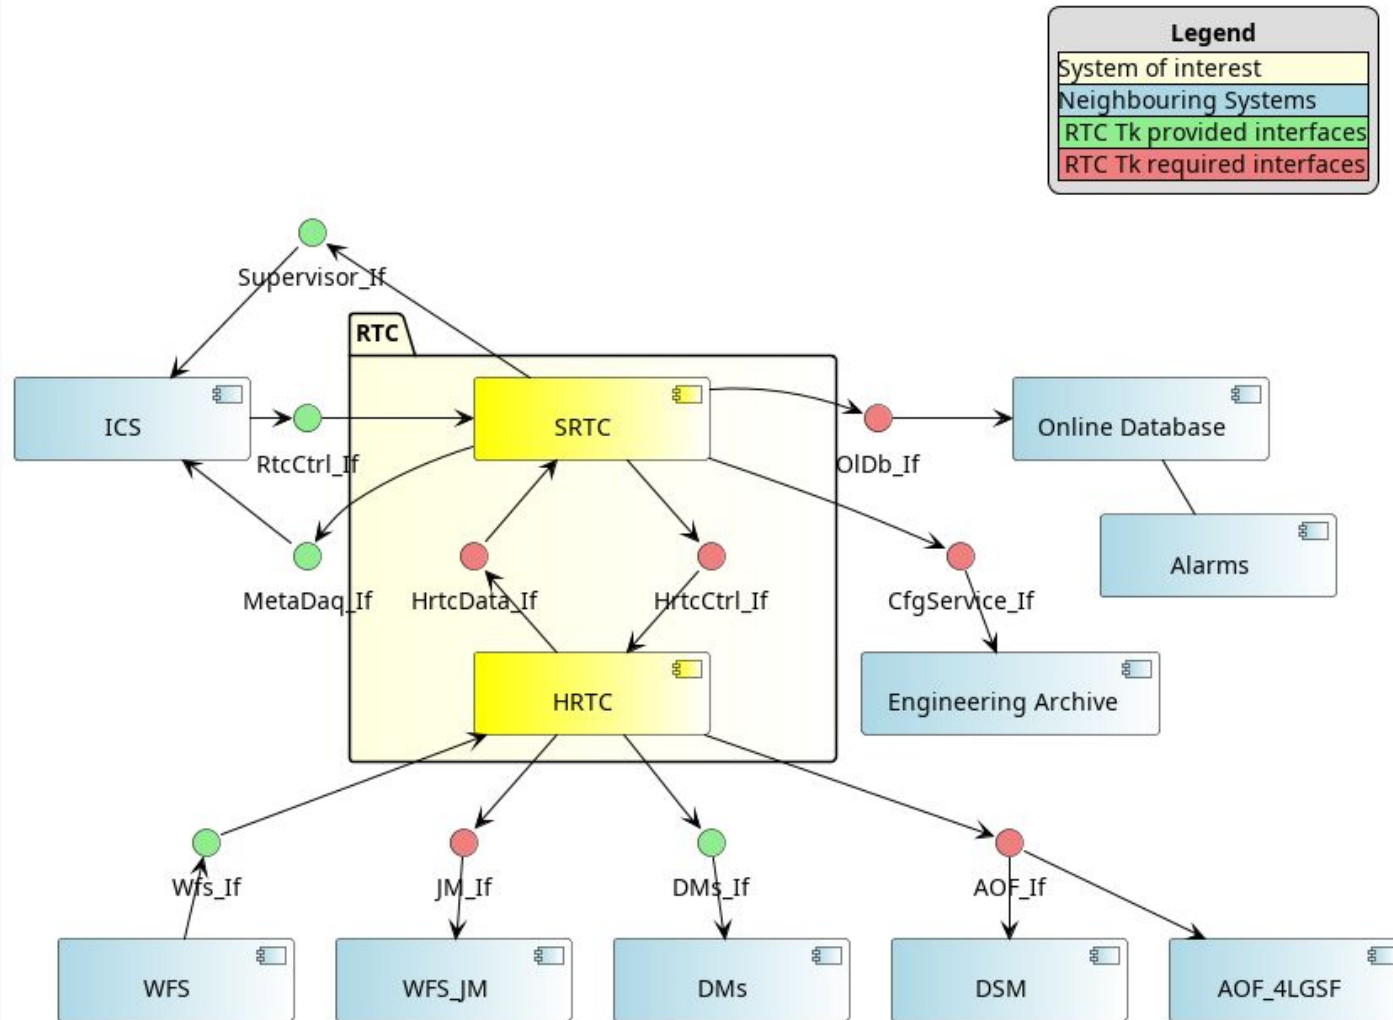 Legend
System of interest
Neighbouring Systems
RTC Tk provided interfaces
RTC Tk required interfaces
Supervisor_If
RTC
ICS
SRTC
Online Database
RtcCtrl_If
OlDb_If
Alarms
MetaDaq_If
HrtcData_If
HrtcCtrl_If
CfgService_If
HRTC
Engineering Archive
Wfs_If
JM_If
DMs_If
AOF_If
WFS
WFS_JM
DMs
DSM
AOF_4LGSF